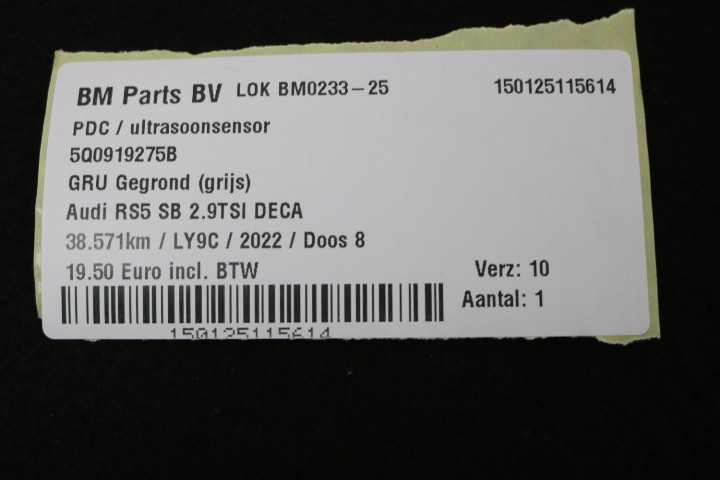 BM Parts BV LOK BM0233-25 150125115614
PDC / ultrasoonsensor
5Q0919275B
GRU Gegrond (grijs)
Audi RS5 SB 2.9TSI DECA
38.571km / LY9C / 2022 / Doos 8
19.50 Euro incl. BTW Verz: 10
Aantal: 1
150125115614